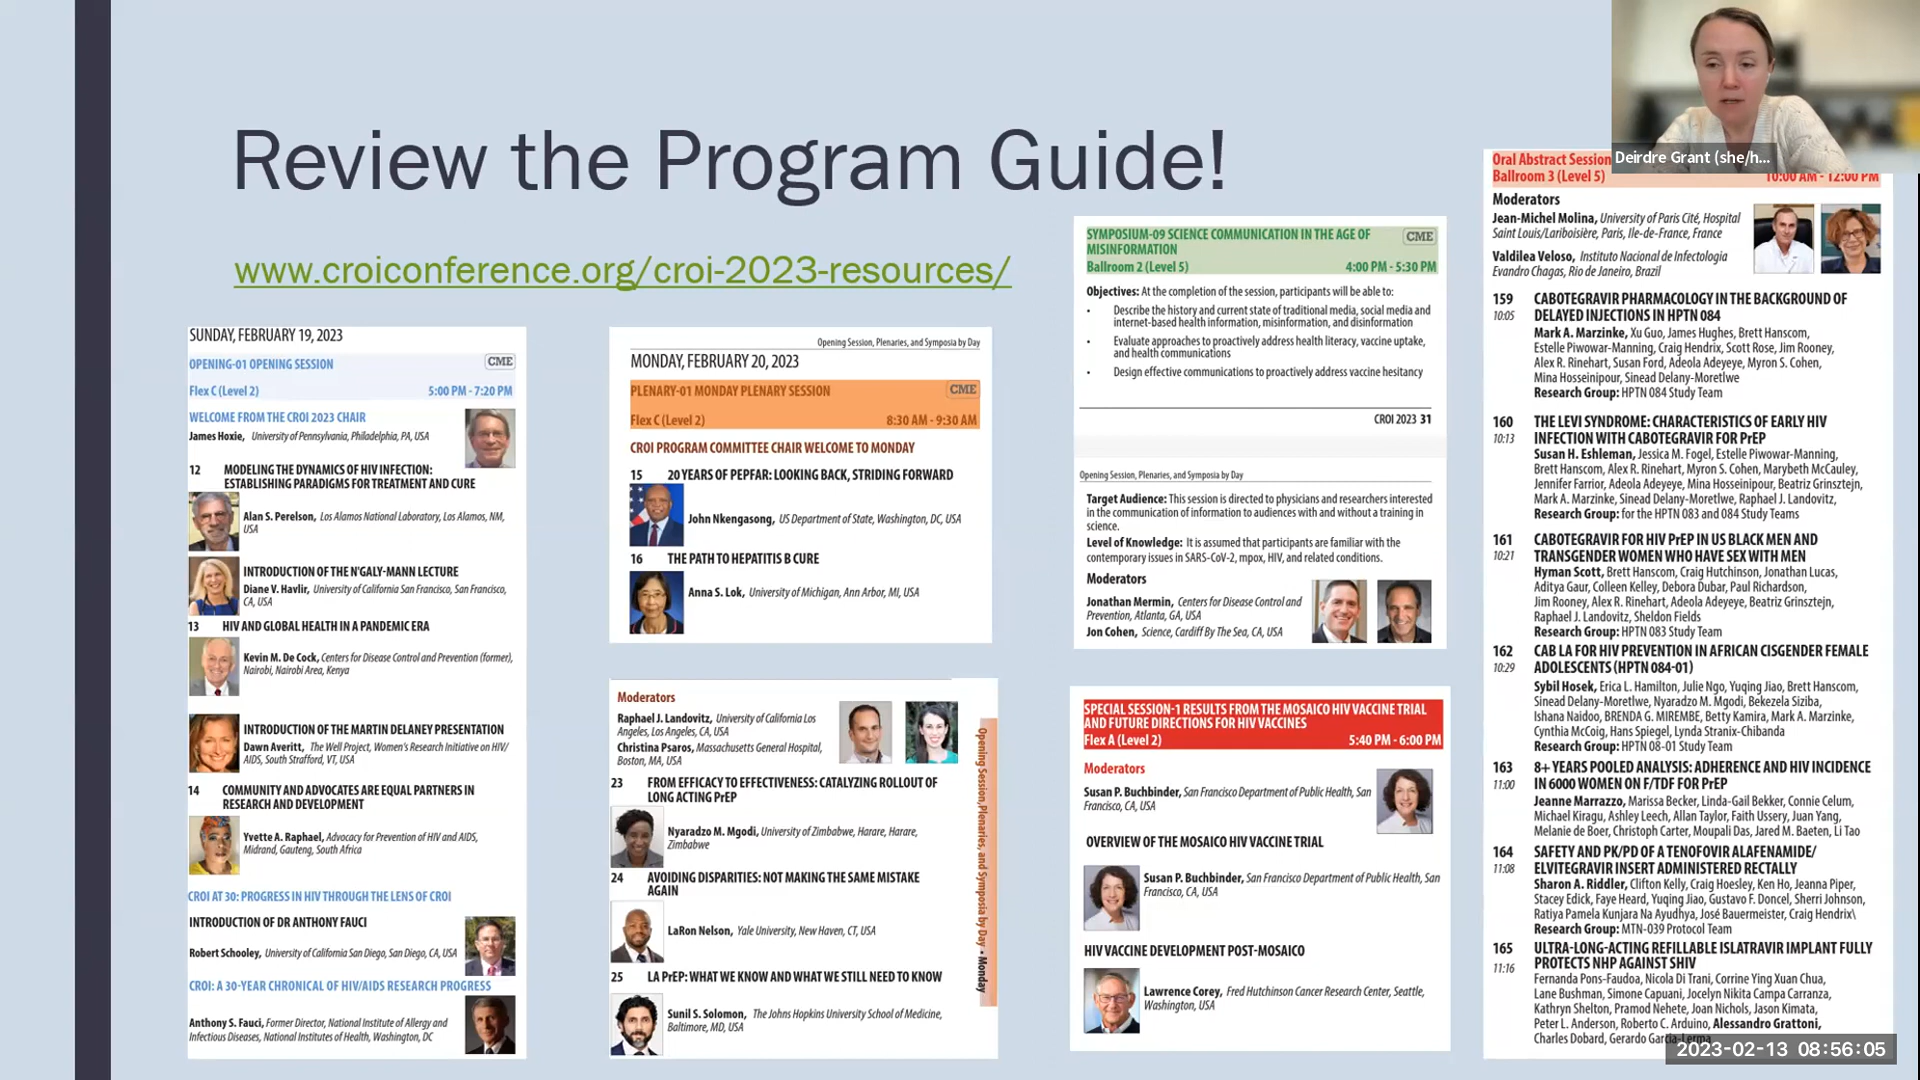 Review the Program Guide!
www.croiconference.org/croi-2023-resources/
SUNDAY, FEBRUARY 19, 2023
OPENING-01 OPENING SESSION
CME
Flex C (Level 2)
5:00 PM - 7:20 PM
WELCOME FROM THE CROI 2023 CHAIR
James Hoxie, University of Pennsylvania, Philadelphia, PA, USA
12 MODELING THE DYNAMICS OF HIV INFECTION:
ESTABLISHING PARADIGMS FOR TREATMENT AND CURE
Alan S. Perelson, Los Alamos National Laboratory, Los Alamos, NM,
USA
INTRODUCTION OF THE N'GALY-MANN LECTURE
Diane V. Havlir, University of California San Francisco, San Francisco,
CA, USA
13 HIV AND GLOBAL HEALTH IN A PANDEMIC ERA
Kevin M. De Cock, Centers for Disease Control and Prevention (former),
Nairobi, Nairobi Area, Kenya
INTRODUCTION OF THE MARTIN DELANEY PRESENTATION
Dawn Averitt, The Well Project, Women's Research Initiative on HIV/
AIDS, South Strafford, VT, USA
14 COMMUNITY AND ADVOCATES ARE EQUAL PARTNERS IN
RESEARCH AND DEVELOPMENT
Yvette A. Raphael, Advocacy for Prevention of HIV and AIDS,
Midrand, Gauteng, South Africa
CROI AT 30: PROGRESS IN HIV THROUGH THE LENS OF CROI
INTRODUCTION OF DR ANTHONY FAUCI
Robert Schooley, University of California San Diego, San Diego, CA, USA
CROI: A 30-YEAR CHRONICAL OF HIV/AIDS RESEARCH PROGRESS
Anthony S. Fauci, Former Director, National Institute of Allergy and
Infectious Diseases, National Institutes of Health, Washington, DC
Opening Session, Plenaries, and Symposia by Day
MONDAY, FEBRUARY 20, 2023
PLENARY-01 MONDAY PLENARY SESSION
CME
Flex C (Level 2)
8:30 AM - 9:30 AM
CROI PROGRAM COMMITTEE CHAIR WELCOME TO MONDAY
15 20 YEARS OF PEPFAR: LOOKING BACK, STRIDING FORWARD
John Nkengasong, US Department of State, Washington, DC, USA
16 THE PATH TO HEPATITIS B CURE
Anna S. Lok, University of Michigan, Ann Arbor, MI, USA
Moderators
Raphael J. Landovitz, University of California Los
Angeles, Los Angeles, CA, USA
Christina Psaros, Massachusetts General Hospital,
Boston, MA, USA
23 FROM EFFICACY TO EFFECTIVENESS: CATALYZING ROLLOUT OF
LONG ACTING PrEP
Nyaradzo M. Mgodi, University of Zimbabwe, Harare, Harare,
Zimbabwe
24 AVOIDING DISPARITIES: NOT MAKING THE SAME MISTAKE
AGAIN
LaRon Nelson, Yale University, New Haven, CT, USA
25 LA PrEP: WHAT WE KNOW AND WHAT WE STILL NEED TO KNOW
Sunil S. Solomon, The Johns Hopkins University School of Medicine,
Baltimore, MD, USA
Opening Session, Plenaries, and Symposia by Day • Monday
SYMPOSIUM-09 SCIENCE COMMUNICATION IN THE AGE OF
MISINFORMATION
CME
Ballroom 2 (Level 5)
4:00 PM - 5:30 PM
Objectives: At the completion of the session, participants will be able to:
• Describe the history and current state of traditional media, social media and
internet-based health information, misinformation, and disinformation
• Evaluate approaches to proactively address health literacy, vaccine uptake,
and health communications
• Design effective communications to proactively address vaccine hesitancy
CROI 2023 31
Opening Session, Plenaries, and Symposia by Day
Target Audience: This session is directed to physicians and researchers interested
in the communication of information to audiences with and without a training in
science.
Level of Knowledge: It is assumed that participants are familiar with the
contemporary issues in SARS-CoV-2, mpox, HIV, and related conditions.
Moderators
Jonathan Mermin, Centers for Disease Control and
Prevention, Atlanta, GA, USA
Jon Cohen, Science, Cardiff By The Sea, CA, USA
SPECIAL SESSION-1 RESULTS FROM THE MOSAICO HIV VACCINE TRIAL
AND FUTURE DIRECTIONS FOR HIV VACCINES
Flex A (Level 2)
5:40 PM - 6:00 PM
Moderators
Susan P. Buchbinder, San Francisco Department of Public Health, San
Francisco, CA, USA
OVERVIEW OF THE MOSAICO HIV VACCINE TRIAL
Susan P. Buchbinder, San Francisco Department of Public Health, San
Francisco, CA, USA
HIV VACCINE DEVELOPMENT POST-MOSAICO
Lawrence Corey, Fred Hutchinson Cancer Research Center, Seattle,
Washington, USA
Deirdre Grant (she/h...
Oral Abstract Session
Ballroom 3 (Level 5)
10:00 AM - 12:00 PM
Moderators
Jean-Michel Molina, University of Paris Cité, Hospital
Saint Louis/Lariboisière, Paris, Ile-de-France, France
Valdilea Veloso, Instituto Nacional de Infectologia
Evandro Chagas, Rio de Janeiro, Brazil
159 CABOTEGRAVIR PHARMACOLOGY IN THE BACKGROUND OF
10:05 DELAYED INJECTIONS IN HPTN 084
Mark A. Marzinke, Xu Guo, James Hughes, Brett Hanscom,
Estelle Piwowar-Manning, Craig Hendrix, Scott Rose, Jim Rooney,
Alex R. Rinehart, Susan Ford, Adeola Adeyeye, Myron S. Cohen,
Mina Hosseinipour, Sinead Delany-Moretlwe
Research Group: HPTN 084 Study Team
160 THE LEVI SYNDROME: CHARACTERISTICS OF EARLY HIV
10:13 INFECTION WITH CABOTEGRAVIR FOR PrEP
Susan H. Eshleman, Jessica M. Fogel, Estelle Piwowar-Manning,
Brett Hanscom, Alex R. Rinehart, Myron S. Cohen, Marybeth McCauley,
Jennifer Farrior, Adeola Adeyeye, Mina Hosseinipour, Beatriz Grinsztejn,
Mark A. Marzinke, Sinead Delany-Moretlwe, Raphael J. Landovitz,
Research Group: for the HPTN 083 and 084 Study Teams
161 CABOTEGRAVIR FOR HIV PrEP IN US BLACK MEN AND
10:21 TRANSGENDER WOMEN WHO HAVE SEX WITH MEN
Hyman Scott, Brett Hanscom, Craig Hutchinson, Jonathan Lucas,
Aditya Gaur, Colleen Kelley, Debora Dubar, Paul Richardson,
Jim Rooney, Alex R. Rinehart, Adeola Adeyeye, Beatriz Grinsztejn,
Raphael J. Landovitz, Sheldon Fields
Research Group: HPTN 083 Study Team
162 CAB LA FOR HIV PREVENTION IN AFRICAN CISGENDER FEMALE
10:29 ADOLESCENTS (HPTN 084-01)
Sybil Hosek, Erica L. Hamilton, Julie Ngo, Yuqing Jiao, Brett Hanscom,
Sinead Delany-Moretlwe, Nyaradzo M. Mgodi, Bekezela Siziba,
Ishana Naidoo, BRENDA G. MIREMBE, Betty Kamira, Mark A. Marzinke,
Cynthia McCoig, Hans Spiegel, Lynda Stranix-Chibanda
Research Group: HPTN 08-01 Study Team
163 8+ YEARS POOLED ANALYSIS: ADHERENCE AND HIV INCIDENCE
11:00 IN 6000 WOMEN ON F/TDF FOR PrEP
Jeanne Marrazzo, Marissa Becker, Linda-Gail Bekker, Connie Celum,
Michael Kiragu, Ashley Leech, Allan Taylor, Faith Ussery, Juan Yang,
Melanie de Boer, Christoph Carter, Moupali Das, Jared M. Baeten, Li Tao
164 SAFETY AND PK/PD OF A TENOFOVIR ALAFENAMIDE/
11:08 ELVITEGRAVIR INSERT ADMINISTERED RECTALLY
Sharon A. Riddler, Clifton Kelly, Craig Hoesley, Ken Ho, Jeanna Piper,
Stacey Edick, Faye Heard, Yuqing Jiao, Gustavo F. Doncel, Sherri Johnson,
Ratiya Pamela Kunjara Na Ayudhya, José Bauermeister, Craig Hendrix\
Research Group: MTN-039 Protocol Team
165 ULTRA-LONG-ACTING REFILLABLE ISLATRAVIR IMPLANT FULLY
11:16 PROTECTS NHP AGAINST SHIV
Fernanda Pons-Faudoa, Nicola Di Trani, Corrine Ying Xuan Chua,
Lane Bushman, Simone Capuani, Jocelyn Nikita Campa Carranza,
Kathryn Shelton, Pramod Nehete, Joan Nichols, Jason Kimata,
Peter L. Anderson, Roberto C. Arduino, Alessandro Grattoni,
Charles Dobard, Gerardo Garcia-Lerma
2023-02-13 08:56:05